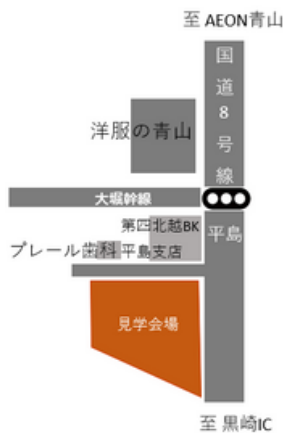 至 AEON青山
国道8号線
洋服の青山
大堀幹線
第四北越BK
平島
プレール歯科
平島支店
見学会場
至 黒崎IC